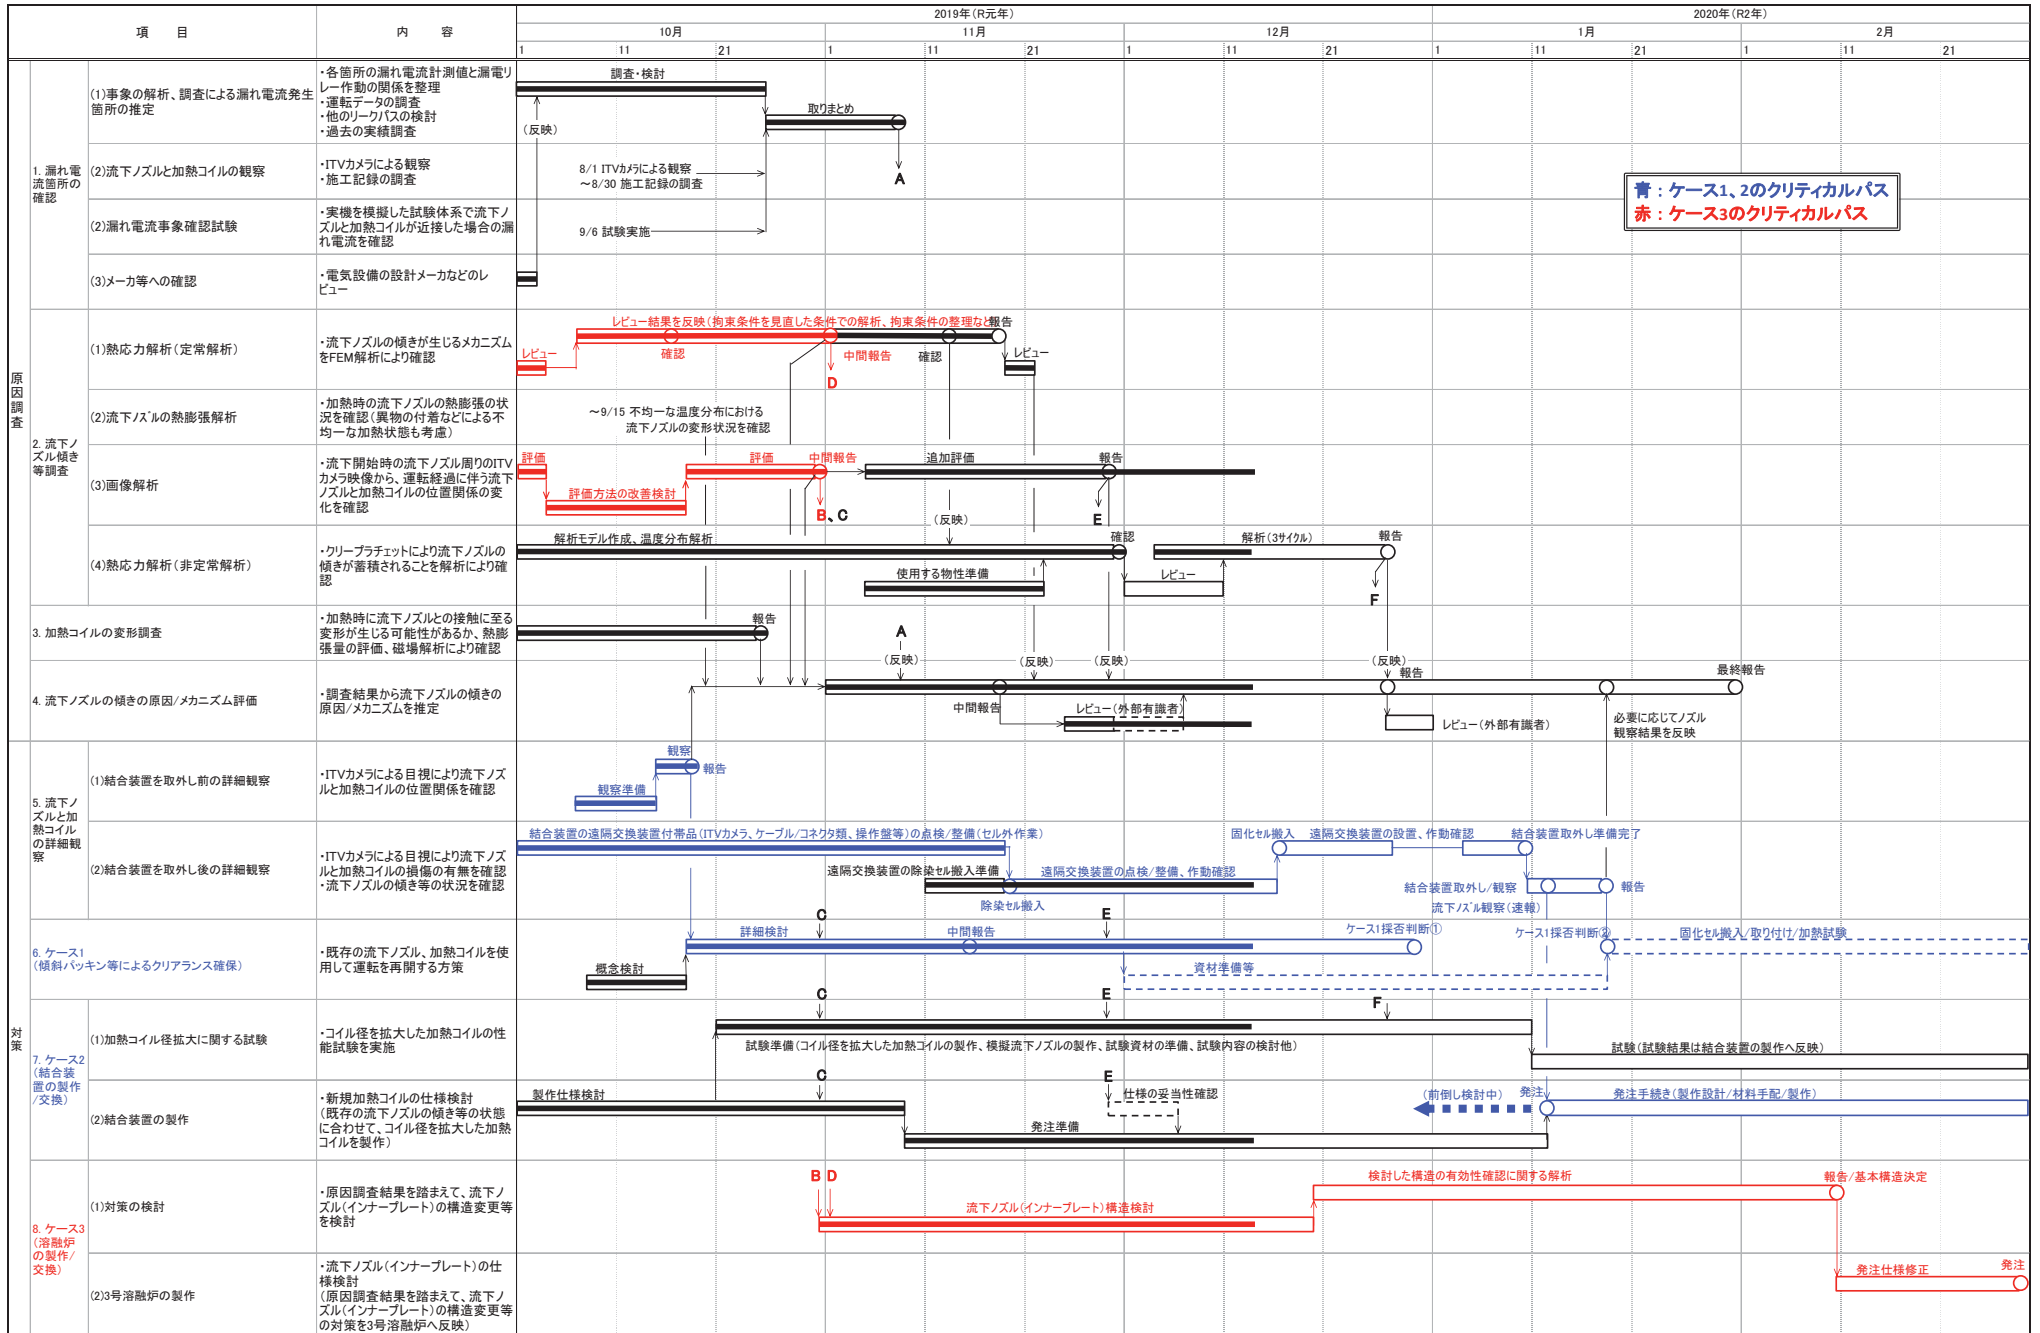 項　目
内　容
2019年(R元年)
2020年(R2年)
10月
11月
12月
1月
2月
1
11
21
1
11
21
1
11
21
1
11
21
1
11
21
原因調査
1. 漏れ電
流箇所の
確認
(1)事象の解析、調査による漏れ電流発生
箇所の推定
・各箇所の漏れ電流計測値と漏電リ
レー作動の関係を整理
・運転データの調査
・他のリークパスの検討
・過去の実績調査
調査・検討
取りまとめ
(反映)
A
(2)流下ノズルと加熱コイルの観察
・ITVカメラによる観察
・施工記録の調査
8/1 ITVカメラによる観察
～8/30 施工記録の調査
青：ケース1、2のクリティカルパス
赤：ケース3のクリティカルパス
(2)漏れ電流事象確認試験
・実機を模擬した試験体系で流下ノ
ズルと加熱コイルが近接した場合の漏
れ電流を確認
9/6 試験実施
(3)メーカ等への確認
・電気設備の設計メーカなどのレ
ビュー
2. 流下ノ
ズル傾き
等調査
(1)熱応力解析(定常解析)
・流下ノズルの傾きが生じるメカニズム
をFEM解析により確認
レビュー結果を反映(拘束条件を見直した条件での解析、拘束条件の整理など)
報告
レビュー
確認
中間報告
確認
レビュー
D
(2)流下ノズルの熱膨張解析
・加熱時の流下ノズルの熱膨張の状
況を確認(異物の付着などによる不
均一な加熱状態も考慮)
～9/15 不均一な温度分布における
流下ノズルの変形状況を確認
(3)画像解析
・流下開始時の流下ノズル周りのITV
カメラ映像から、運転経過に伴う流下
ノズルと加熱コイルの位置関係の変
化を確認
評価
評価方法の改善検討
評価
中間報告
B、C
追加評価
報告
E
(反映)
(4)熱応力解析(非定常解析)
・クリープラチェットにより流下ノズルの
傾きが蓄積されることを解析により確
認
解析モデル作成、温度分布解析
確認
使用する物性準備
レビュー
解析(3サイクル)
報告
F
3. 加熱コイルの変形調査
・加熱時に流下ノズルとの接触に至る
変形が生じる可能性があるか、熱膨
張量の評価、磁場解析により確認
報告
A
(反映)
(反映)
(反映)
(反映)
4. 流下ノズルの傾きの原因/メカニズム評価
・調査結果から流下ノズルの傾きの
原因/メカニズムを推定
中間報告
レビュー(外部有識者)
報告
レビュー(外部有識者)
最終報告
必要に応じてノズル
観察結果を反映
対策
5. 流下ノ
ズルと加
熱コイル
の詳細観
察
(1)結合装置を取外し前の詳細観察
・ITVカメラによる目視により流下ノズ
ルと加熱コイルの位置関係を確認
観察
報告
観察準備
(2)結合装置を取外し後の詳細観察
・ITVカメラによる目視により流下ノズ
ルと加熱コイルの損傷の有無を確認
・流下ノズルの傾き等の状況を確認
結合装置の遠隔交換装置付帯品(ITVカメラ、ケーブル/コネクタ類、操作盤等)の点検/整備(セル外作業)
遠隔交換装置の除染セル搬入準備
除染セル搬入
遠隔交換装置の点検/整備、作動確認
固化セル搬入
遠隔交換装置の設置、作動確認
結合装置取外し準備完了
結合装置取外し/観察
報告
流下ノズル観察(速報)
6. ケース1
(傾斜パッキン等によるクリアランス確保)
・既存の流下ノズル、加熱コイルを使
用して運転を再開する方策
C
E
詳細検討
中間報告
概念検討
ケース1採否判断①
ケース1採否判断②
資材準備等
固化セル搬入/取り付け/加熱試験
7. ケース2
(結合装
置の製作
/交換)
(1)加熱コイル径拡大に関する試験
・コイル径を拡大した加熱コイルの性
能試験を実施
C
E
F
試験準備(コイル径を拡大した加熱コイルの製作、模擬流下ノズルの製作、試験資材の準備、試験内容の検討他)
試験(試験結果は結合装置の製作へ反映)
(2)結合装置の製作
・新規加熱コイルの仕様検討
(既存の流下ノズルの傾き等の状態
に合わせて、コイル径を拡大した加熱
コイルを製作)
製作仕様検討
C
E
仕様の妥当性確認
発注準備
(前倒し検討中)
発注
発注手続き(製作設計/材料手配/製作)
8. ケース3
(溶融炉
の製作/
交換)
(1)対策の検討
・原因調査結果を踏まえて、流下ノ
ズル(インナープレート)の構造変更等
を検討
B D
流下ノズル(インナープレート)構造検討
検討した構造の有効性確認に関する解析
報告/基本構造決定
(2)3号溶融炉の製作
・流下ノズル(インナープレート)の仕
様検討
(原因調査結果を踏まえて、流下ノ
ズル(インナープレート)の構造変更等
の対策を3号溶融炉へ反映)
発注仕様修正
発注